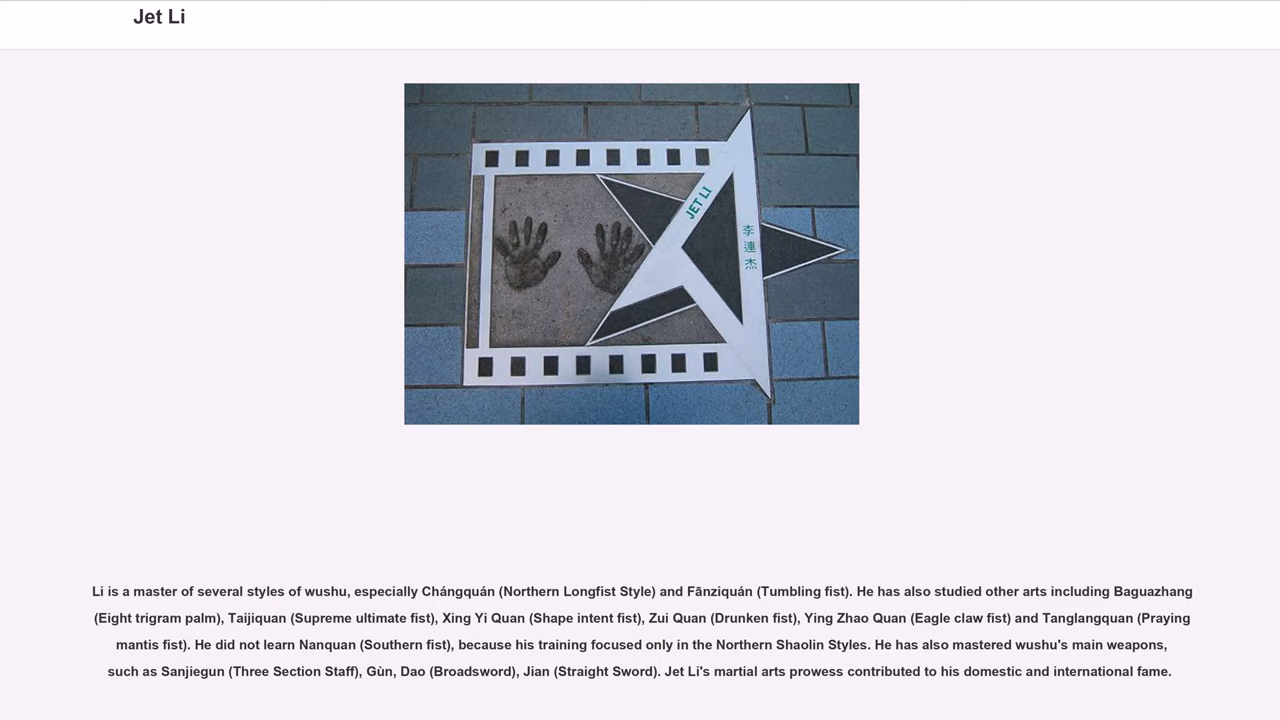 Jet Li
JET LI
李
連
杰
Li is a master of several styles of wushu, especially Chángquán (Northern Longfist Style) and Fānziquán (Tumbling fist). He has also studied other arts including Baguazhang
(Eight trigram palm), Taijiquan (Supreme ultimate fist), Xing Yi Quan (Shape intent fist), Zui Quan (Drunken fist), Ying Zhao Quan (Eagle claw fist) and Tanglangquan (Praying
mantis fist). He did not learn Nanquan (Southern fist), because his training focused only in the Northern Shaolin Styles. He has also mastered wushu's main weapons,
such as Sanjiegun (Three Section Staff), Gùn, Dao (Broadsword), Jian (Straight Sword). Jet Li's martial arts prowess contributed to his domestic and international fame.